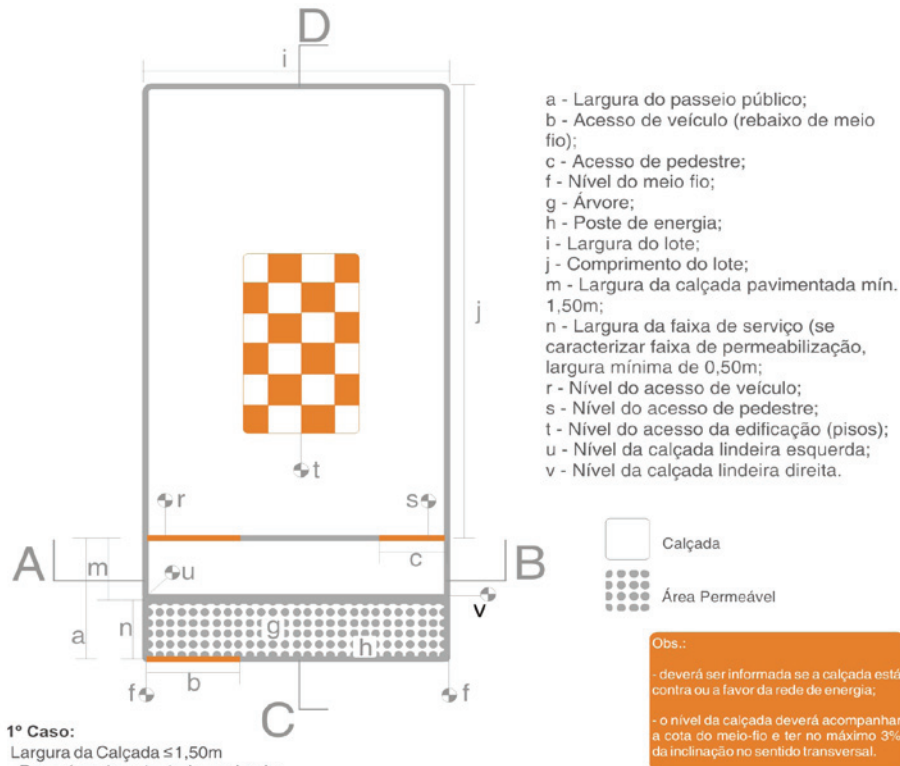 D
i
a - Largura do passeio público;
b - Acesso de veículo (rebaixo de meio
fio);
c - Acesso de pedestre;
f - Nível do meio fio;
g - Árvore;
h - Poste de energia;
i - Largura do lote;
j - Comprimento do lote;
m - Largura da calçada pavimentada mín.
1,50m;
n - Largura da faixa de serviço (se
caracterizar faixa de permeabilização,
largura mínima de 0,50m;
r - Nível do acesso de veículo;
s - Nível do acesso de pedestre;
t - Nível do acesso da edificação (pisos);
u - Nível da calçada lindeira esquerda;
v - Nível da calçada lindeira direita.
j
t
r
s
c
A
B
m
u
v
a
n
g
h
b
f
f
C
Calçada
Área Permeável
Obs.:
- deverá ser informada se a calçada está
contra ou a favor da rede de energia;
- o nível da calçada deverá acompanhar
a cota do meio-fio e ter no máximo 3%
da inclinação no sentido transversal.
1º Caso:
Largura da Calçada ≤1,50m